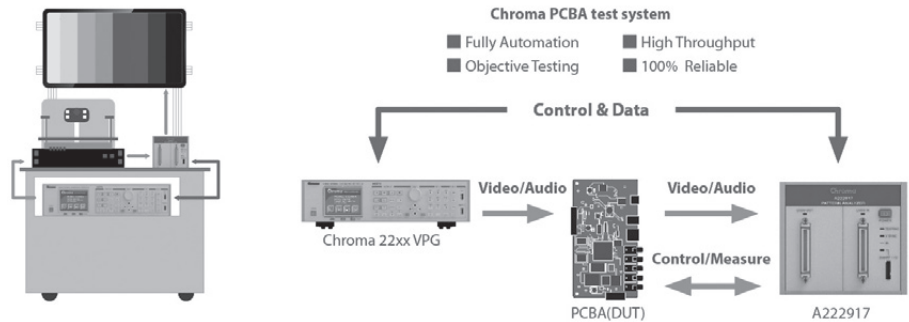 Chroma PCBA test system
Fully Automation
High Throughput
Objective Testing
100% Reliable
Control & Data
Video/Audio
Video/Audio
Control/Measure
Chroma 22xx VPG
PCBA(DUT)
A222917
Chroma